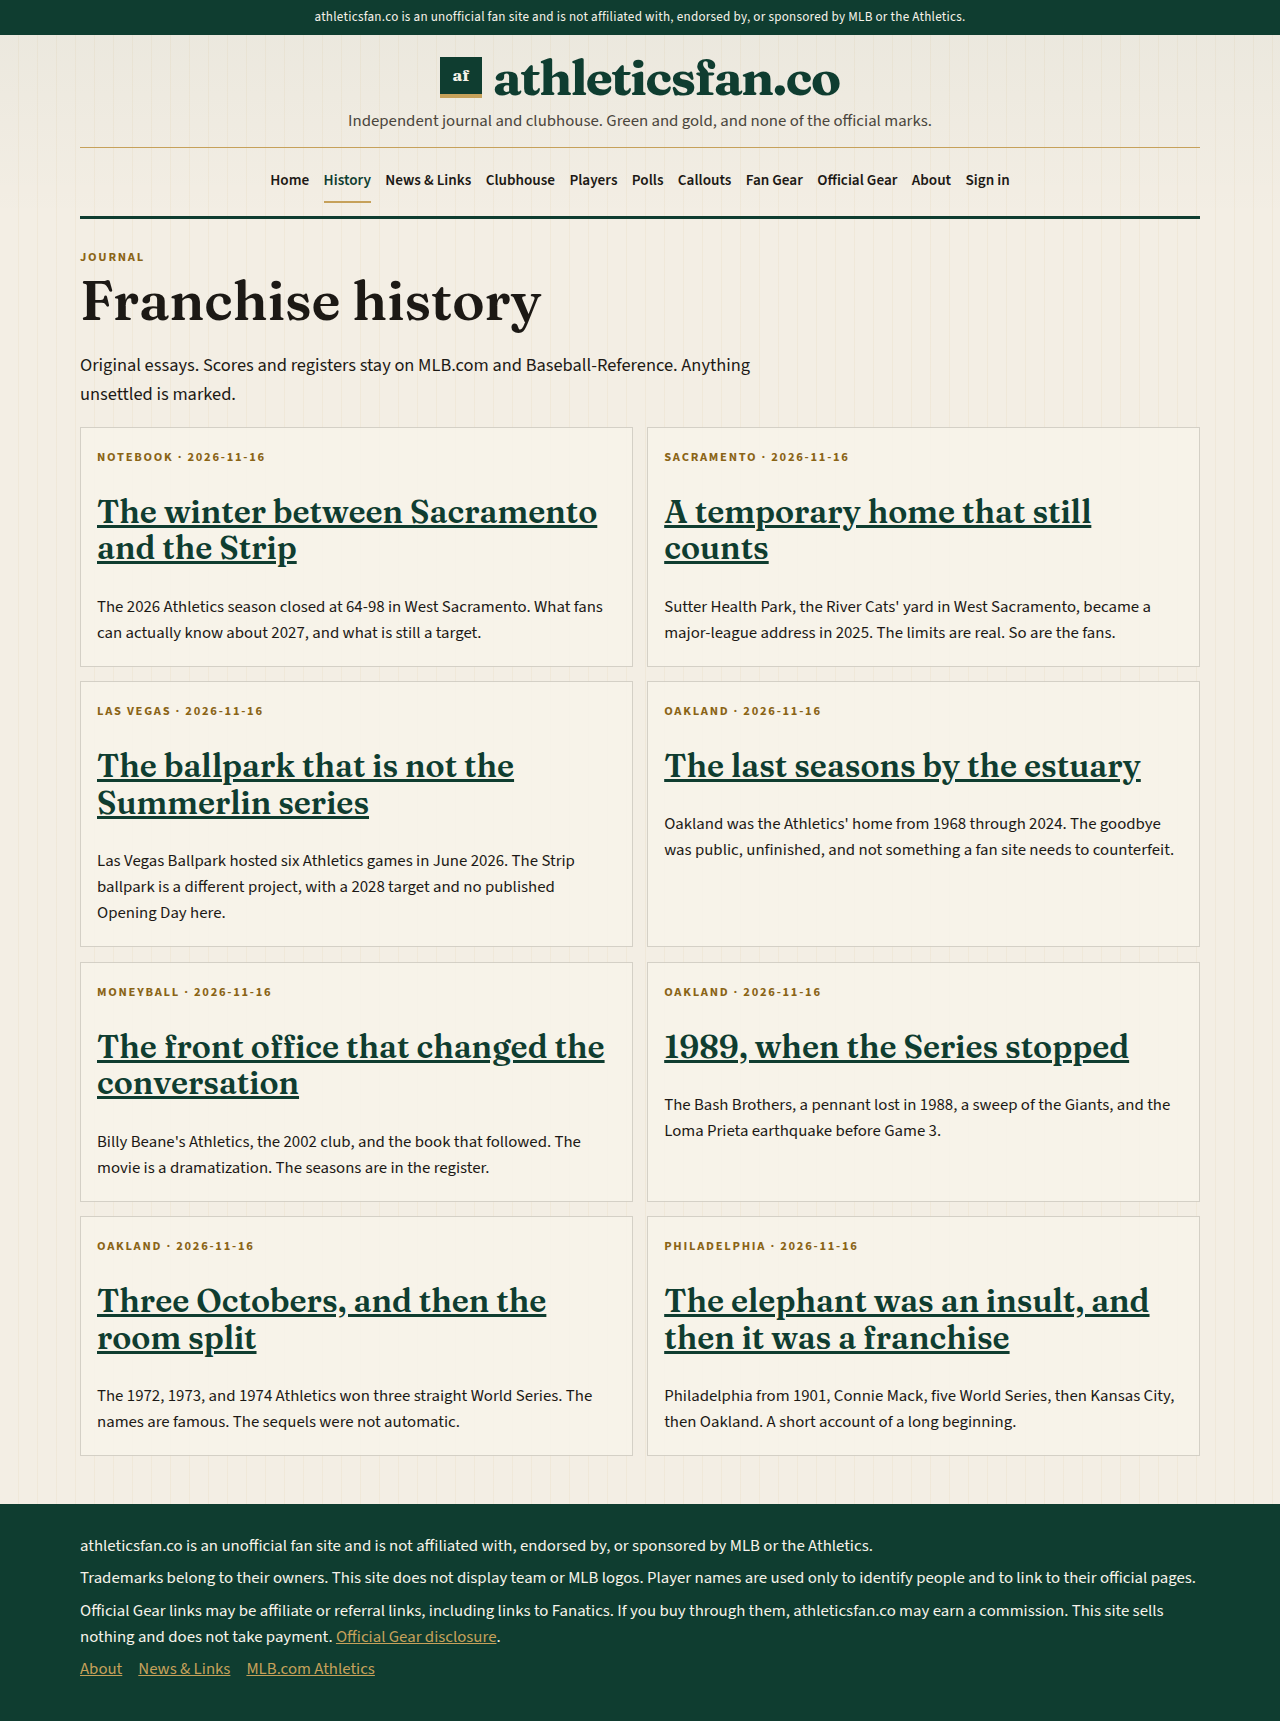 athleticsfan.co is an unofficial fan site and is not affiliated with, endorsed by, or sponsored by MLB or the Athletics.
af athleticsfan.co
Independent journal and clubhouse. Green and gold, and none of the official marks.
Home History News & Links Clubhouse Players Polls Callouts Fan Gear Official Gear About Sign in
JOURNAL
Franchise history
Original essays. Scores and registers stay on MLB.com and Baseball-Reference. Anything
unsettled is marked.
NOTEBOOK · 2026-11-16
The winter between Sacramento
and the Strip
The 2026 Athletics season closed at 64-98 in West Sacramento. What fans
can actually know about 2027, and what is still a target.
SACRAMENTO · 2026-11-16
A temporary home that still
counts
Sutter Health Park, the River Cats' yard in West Sacramento, became a
major-league address in 2025. The limits are real. So are the fans.
LAS VEGAS · 2026-11-16
The ballpark that is not the
Summerlin series
Las Vegas Ballpark hosted six Athletics games in June 2026. The Strip
ballpark is a different project, with a 2028 target and no published
Opening Day here.
OAKLAND · 2026-11-16
The last seasons by the estuary
Oakland was the Athletics' home from 1968 through 2024. The goodbye
was public, unfinished, and not something a fan site needs to counterfeit.
MONEYBALL · 2026-11-16
The front office that changed the
conversation
Billy Beane's Athletics, the 2002 club, and the book that followed. The
movie is a dramatization. The seasons are in the register.
OAKLAND · 2026-11-16
1989, when the Series stopped
The Bash Brothers, a pennant lost in 1988, a sweep of the Giants, and the
Loma Prieta earthquake before Game 3.
OAKLAND · 2026-11-16
Three Octobers, and then the
room split
The 1972, 1973, and 1974 Athletics won three straight World Series. The
names are famous. The sequels were not automatic.
PHILADELPHIA · 2026-11-16
The elephant was an insult, and
then it was a franchise
Philadelphia from 1901, Connie Mack, five World Series, then Kansas City,
then Oakland. A short account of a long beginning.
athleticsfan.co is an unofficial fan site and is not affiliated with, endorsed by, or sponsored by MLB or the Athletics.
Trademarks belong to their owners. This site does not display team or MLB logos. Player names are used only to identify people and to link to their official pages.
Official Gear links may be affiliate or referral links, including links to Fanatics. If you buy through them, athleticsfan.co may earn a commission. This site sells
nothing and does not take payment. Official Gear disclosure.
About News & Links MLB.com Athletics